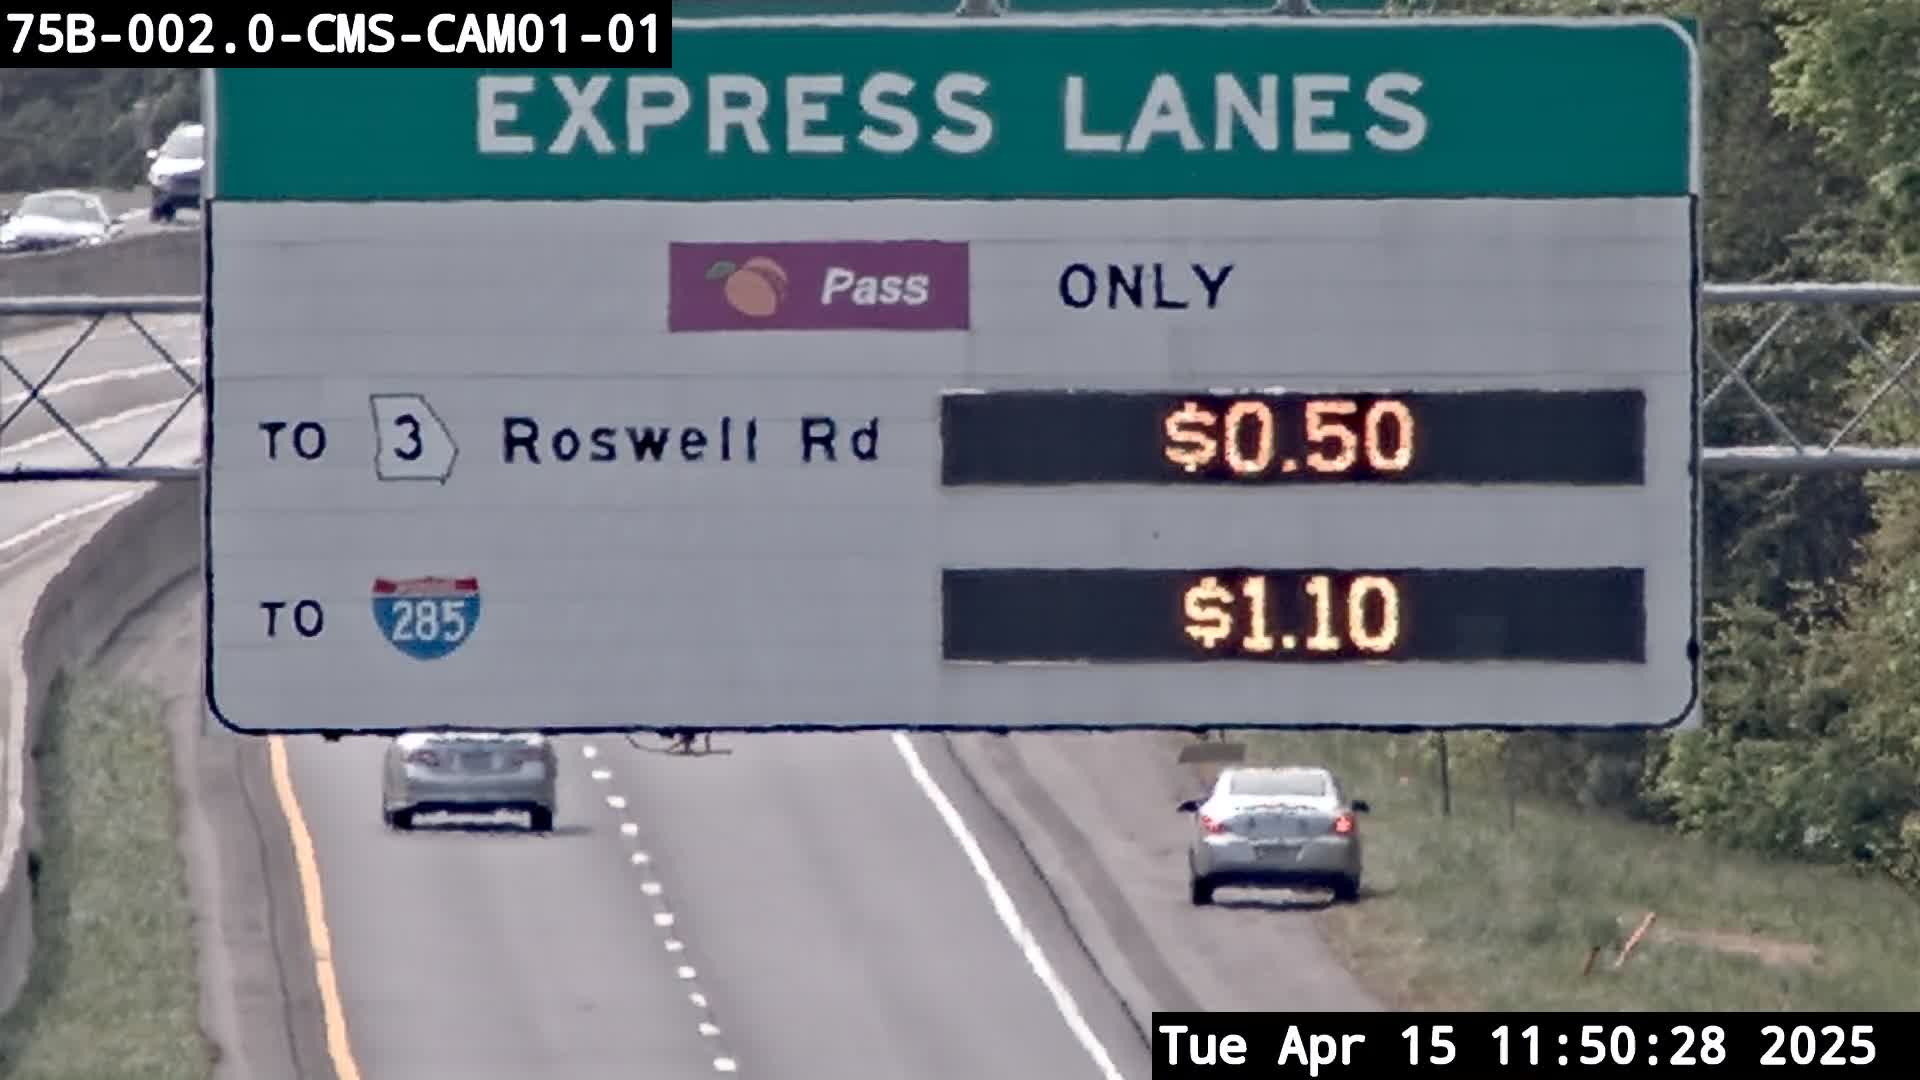 75B-002.0-CMS-CAM01-01
EXPRESS LANES
Pass ONLY
TO 3 Roswell Rd $0.50
TO 285 $1.10
Tue Apr 15 11:50:28 2025